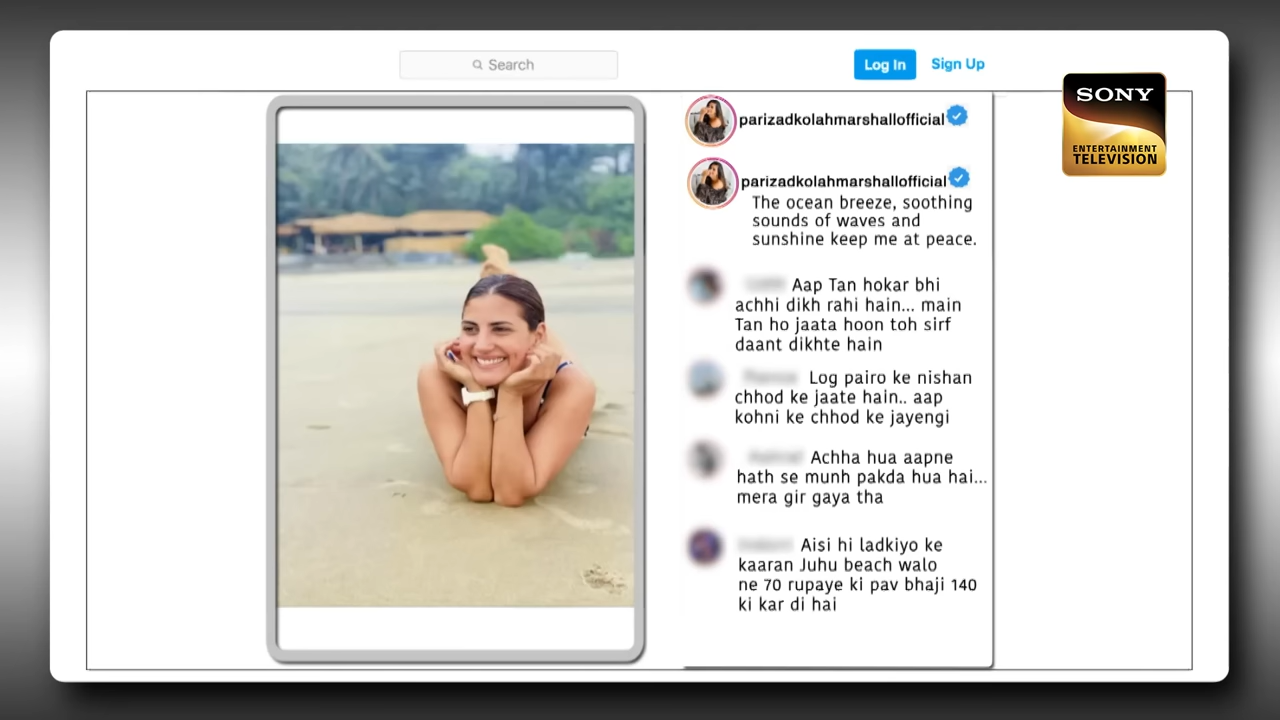 Search
Log In
Sign Up
SONY
ENTERTAINMENT
TELEVISION
parizadkolahmarshallofficial
parizadkolahmarshallofficial
The ocean breeze, soothing
sounds of waves and
sunshine keep me at peace.
Aap Tan hokar bhi
achhi dikh rahi hain... main
Tan ho jaata hoon toh sirf
daant dikhte hain
Log pairo ke nishan
chhod ke jaate hain.. aap
kohni ke chhod ke jayengi
Achha hua aapne
hath se munh pakda hua hai...
mera gir gaya tha
Aisi hi ladkiyo ke
kaaran Juhu beach walo
ne 70 rupaye ki pav bhaji 140
ki kar di hai